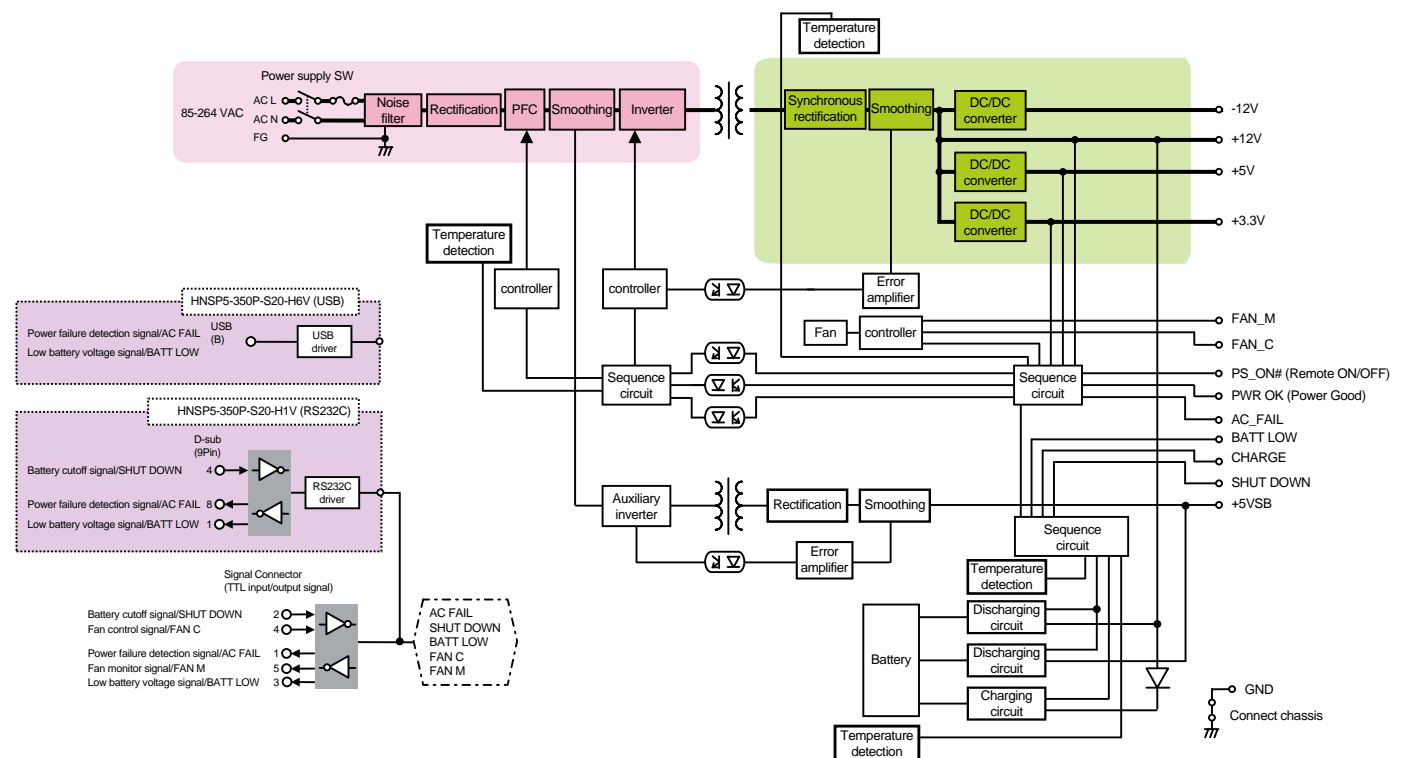 Temperature
detection
Power supply SW
85-264 VAC
AC L
AC N
FG
Noise
filter
Rectification
PFC
Smoothing
Inverter
Synchronous
rectification
Smoothing
DC/DC
converter
DC/DC
converter
DC/DC
converter
-12V
+12V
+5V
+3.3V
Temperature
detection
controller
controller
Error
amplifier
Fan
controller
FAN_M
FAN_C
Sequence
circuit
Sequence
circuit
PS_ON# (Remote ON/OFF)
PWR OK (Power Good)
AC_FAIL
BATT LOW
CHARGE
SHUT DOWN
+5VSB
HNSP5-350P-S20-H6V (USB)
Power failure detection signal/AC FAIL
Low battery voltage signal/BATT LOW
USB
(B)
USB
driver
HNSP5-350P-S20-H1V (RS232C)
D-sub
(9Pin)
Battery cutoff signal/SHUT DOWN 4
Power failure detection signal/AC FAIL 8
Low battery voltage signal/BATT LOW 1
RS232C
driver
Auxiliary
inverter
Rectification
Smoothing
Error
amplifier
Sequence
circuit
Temperature
detection
Signal Connector
(TTL input/output signal)
Battery cutoff signal/SHUT DOWN 2
Fan control signal/FAN C 4
Power failure detection signal/AC FAIL 1
Fan monitor signal/FAN M 5
Low battery voltage signal/BATT LOW 3
AC FAIL
SHUT DOWN
BATT LOW
FAN C
FAN M
Battery
Discharging
circuit
Discharging
circuit
Charging
circuit
Temperature
detection
GND
Connect chassis